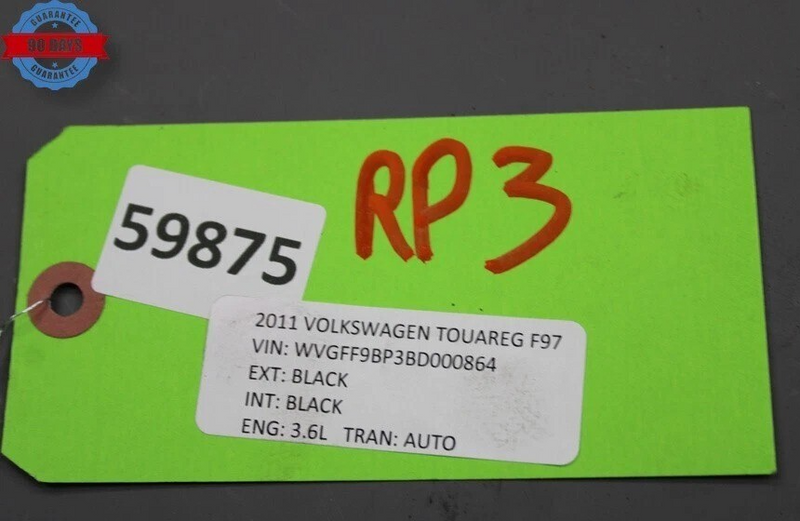 GUARANTEE
90 DAYS
GUARANTEE
RP3
59875
2011 VOLKSWAGEN TOUAREG F97
VIN: WVGFF9BP3BD000864
EXT: BLACK
INT: BLACK
ENG: 3.6L TRAN: AUTO